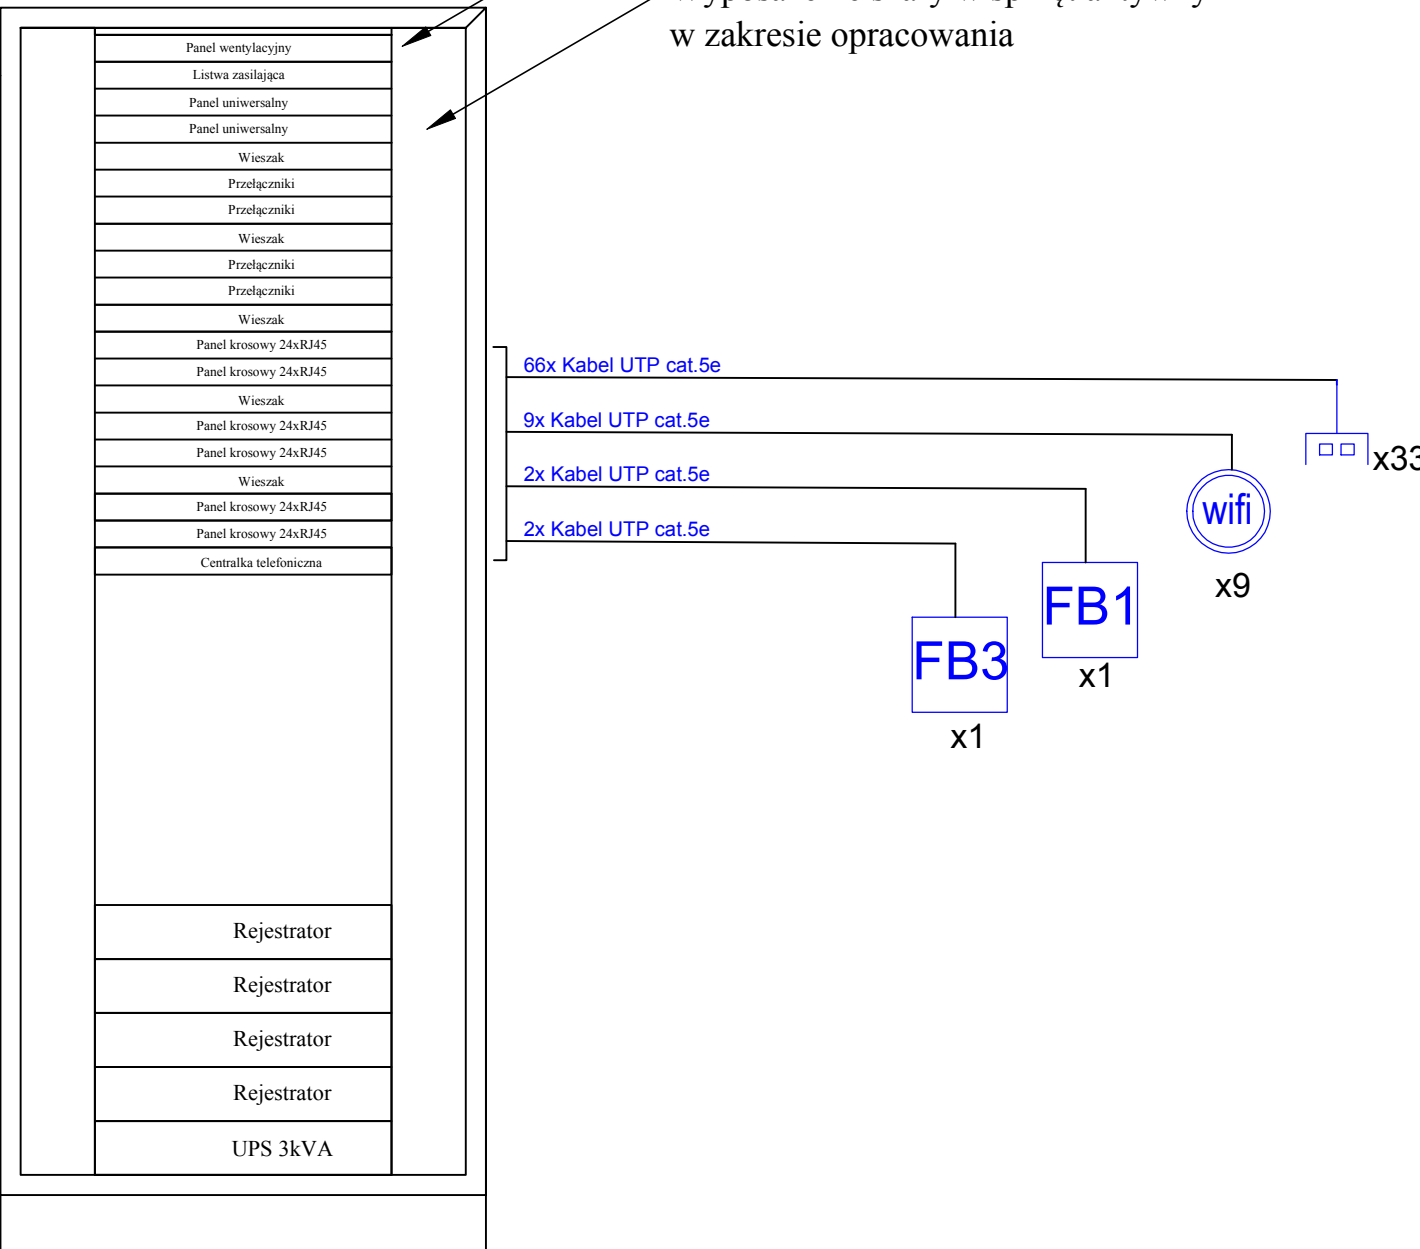 w zakresie opracowania
Panel wentylacyjny
Listwa zasilająca
Panel uniwersalny
Panel uniwersalny
Wieszak
Przełączniki
Przełączniki
Wieszak
Przełączniki
Przełączniki
Wieszak
Panel krosowy 24xRJ45
Panel krosowy 24xRJ45
Wieszak
Panel krosowy 24xRJ45
Panel krosowy 24xRJ45
Wieszak
Panel krosowy 24xRJ45
Panel krosowy 24xRJ45
Centralka telefoniczna
Rejestrator
Rejestrator
Rejestrator
Rejestrator
UPS 3kVA
66x Kabel UTP cat.5e
9x Kabel UTP cat.5e
2x Kabel UTP cat.5e
2x Kabel UTP cat.5e
x33
wifi
x9
FB1
x1
FB3
x1